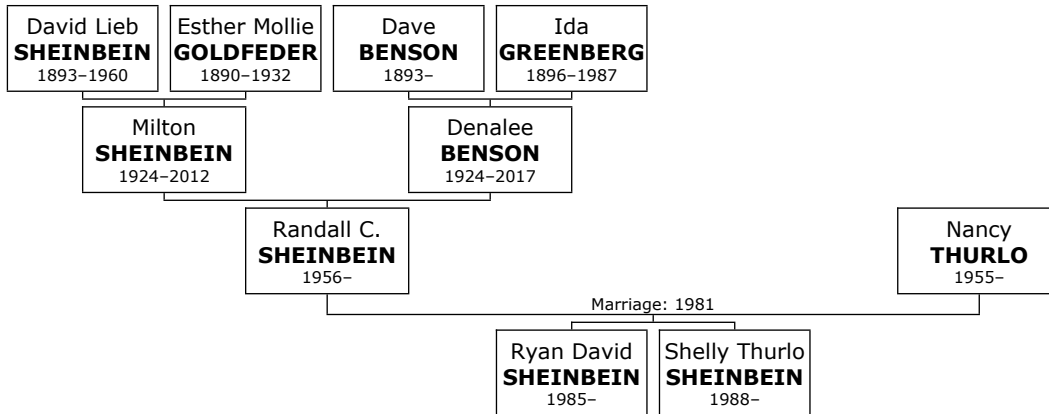 David Lieb
SHEINBEIN
1893–1960
Esther Mollie
GOLDFEDER
1890–1932
Dave
BENSON
1893–
Ida
GREENBERG
1896–1987
Milton
SHEINBEIN
1924–2012
Denalee
BENSON
1924–2017
Randall C.
SHEINBEIN
1956–
Nancy
THURLO
1955–
Marriage: 1981
Ryan David
SHEINBEIN
1985–
Shelly Thurlo
SHEINBEIN
1988–